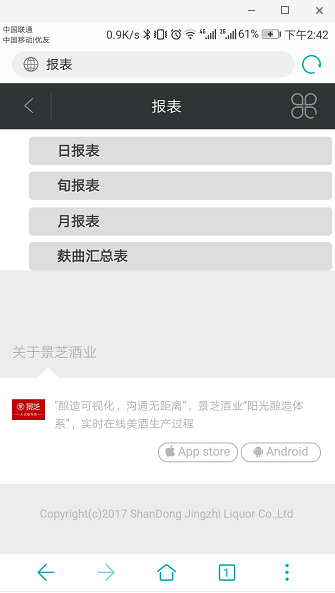 中国联通
中国移动|优友
0.9K/s 4G 2G 61% 下午2:42
报表
报表
日报表
旬报表
月报表
麸曲汇总表
关于景芝酒业
景芝
"酿造可视化，沟通无距离"，景芝酒业"阳光酿造体
系"，实时在线美酒生产过程
App store
Android
Copyright(c)2017 ShanDong Jingzhi Liquor Co.,Ltd
1